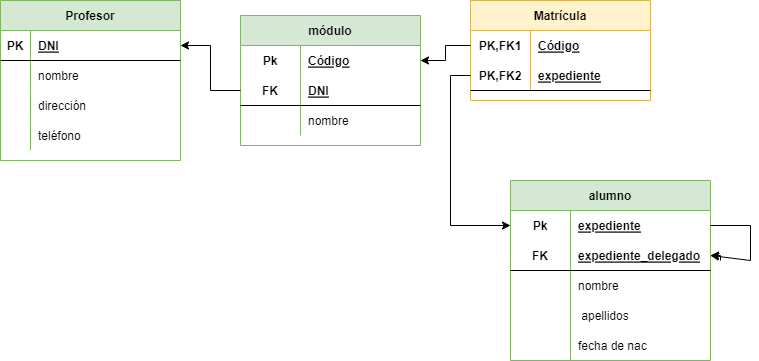 Profesor
PK DNI
nombre
dirección
teléfono
módulo
Pk Código
FK DNI
nombre
Matrícula
PK,FK1 Código
PK,FK2 expediente
alumno
Pk expediente
FK expediente_delegado
nombre
apellidos
fecha de nac